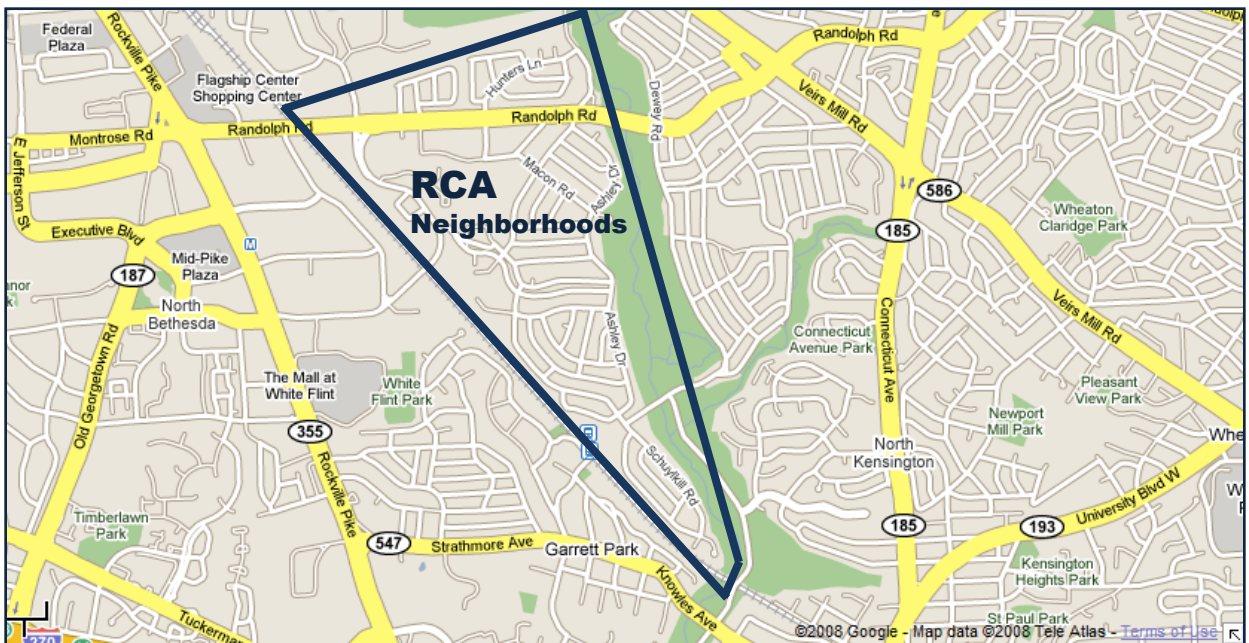 Federal
Plaza
Rockville Pike
Flagship Center
Shopping Center
Hunters Ln
Dewey Rd
Randolph Rd
Veirs Mill Rd
Montrose Rd
Randolph Rd
Randolph Rd
E Jefferson St
Macon Rd
Ashley Dr
RCA
Neighborhoods
586
Wheaton
Claridge Park
185
Executive Blvd
M
Mid-Pike
Plaza
187
North
Bethesda
Ashley Dr
Connecticut
Avenue Park
Connecticut Ave
Veirs Mill Rd
Old Georgetown Rd
The Mall at
White Flint
White
Flint Park
Pleasant
View Park
Newport
Mill Park
355
Rockville Pike
North
Kensington
Schuylkill Rd
University Blvd W
Timberlawn
Park
547
Strathmore Ave
Garrett Park
Knowles Ave
185
193
Kensington
Heights Park
St Paul Park
270
©2008 Google - Map data ©2008 Tele Atlas - Terms of Use